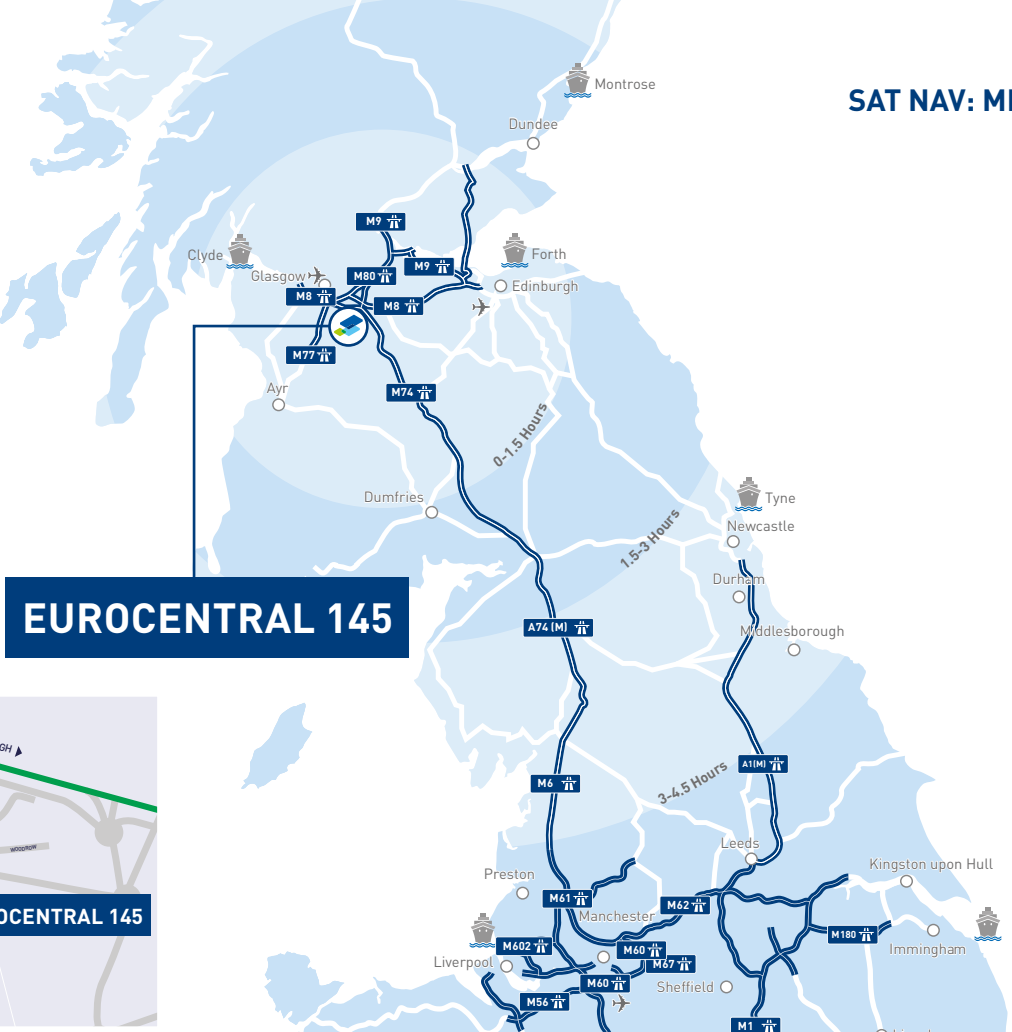 Montrose
SAT NAV:
Dundee
M9
Clyde
Forth
Glasgow
M80
M9
Edinburgh
M8
M8
M77
Ayr
M74
0-1.5 Hours
Dumfries
Tyne
Newcastle
1.5-3 Hours
Durham
EUROCENTRAL 145
A74 (M)
Middlesborough
GH
A1(M)
M6
3-4.5 Hours
WOODROW
Leeds
Kingston upon Hull
Preston
M61
M62
OCENTRAL 145
Manchester
M180
M602
M60
Immingham
Liverpool
M67
M60
Sheffield
M56
M1